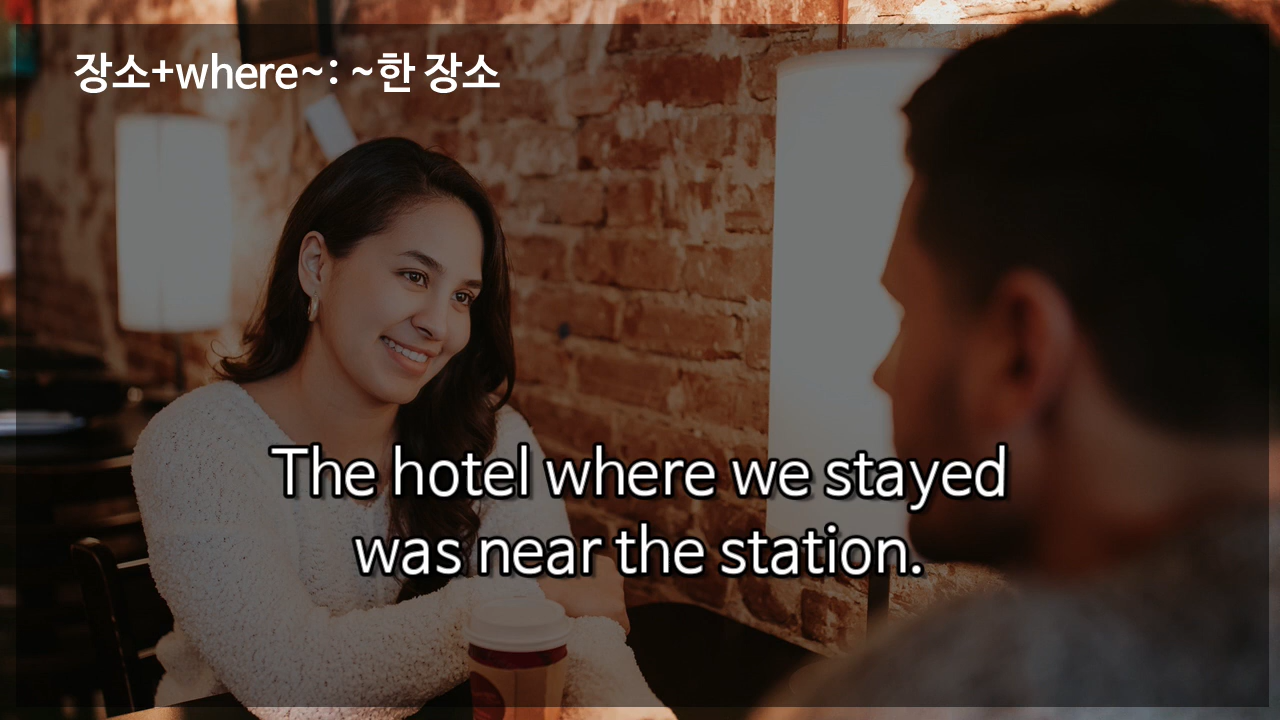 장소+where~: ~한 장소
The hotel where we stayed
was near the station.